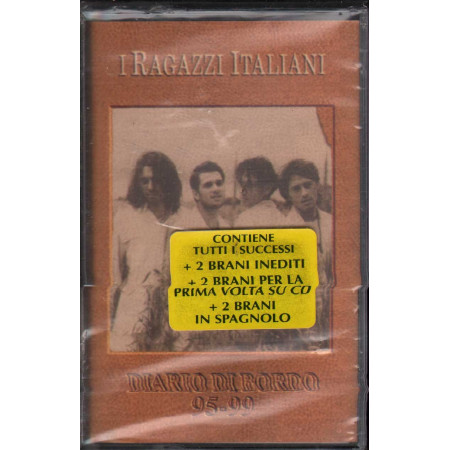 I RAGAZZI ITALIANI
CONTIENE
TUTTI I SUCCESSI
+ 2 BRANI INEDITI
+ 2 BRANI PER LA
PRIMA VOLTA SU CD
+ 2 BRANI
IN SPAGNOLO
DIARIO DI BORDO
95-99